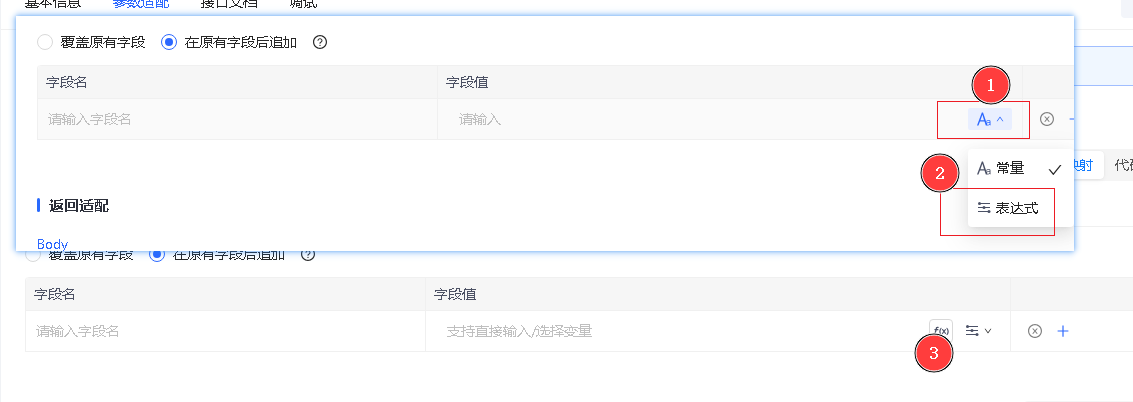 基本信息 参数适配 接口文档 调试
覆盖原有字段 在原有字段后追加 ?
字段名 字段值
1
请输入字段名 请输入 Aa
2
Aa 常量
映射
表达式
返回适配
Body
覆盖原有字段 在原有字段后追加 ?
字段名 字段值
请输入字段名 支持直接输入/选择变量 f(x)
3